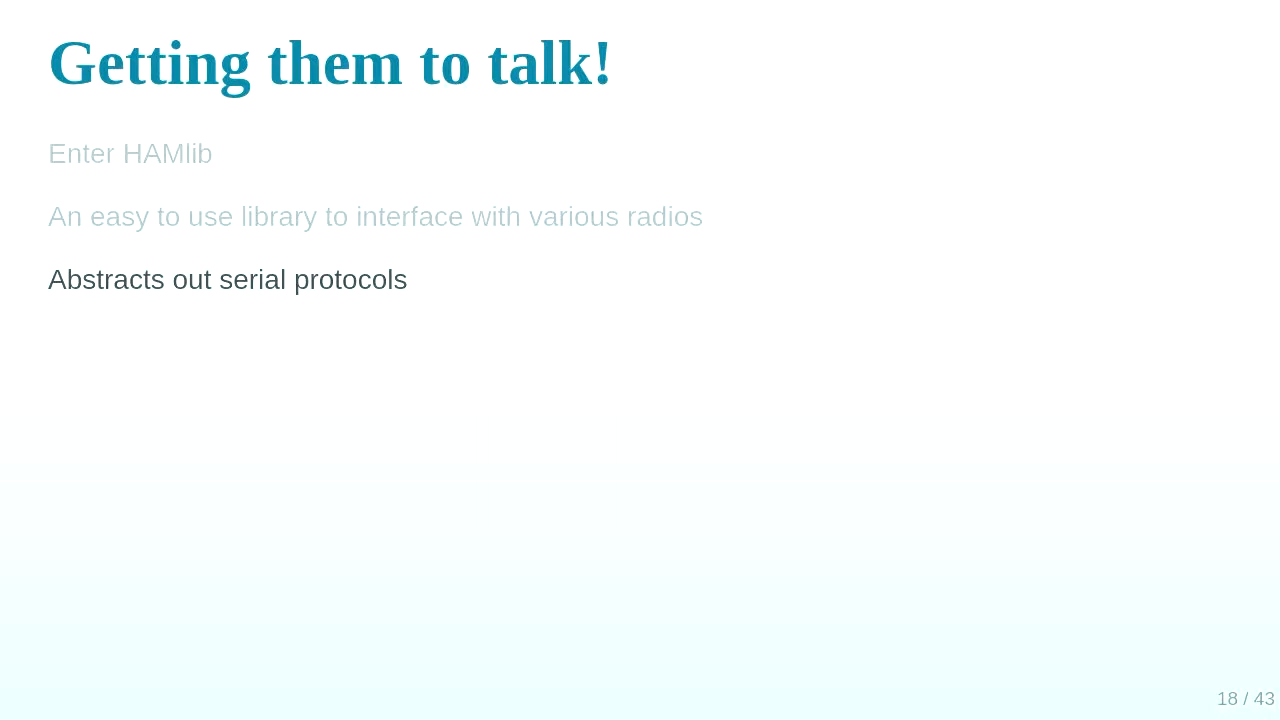 Getting them to talk!
Enter HAMlib
An easy to use library to interface with various radios
Abstracts out serial protocols
18 / 43